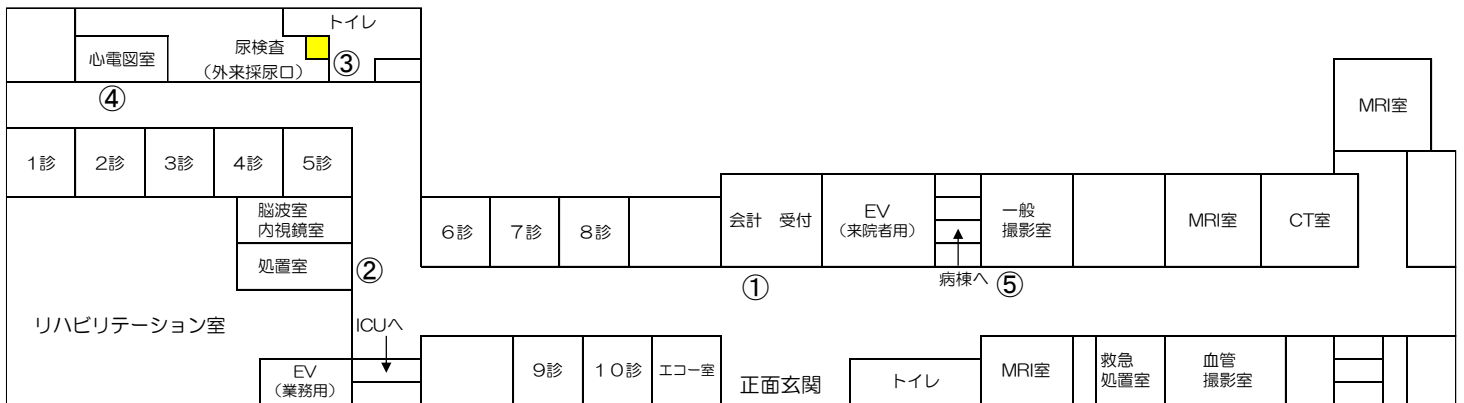 トイレ
尿検査
（外来採尿口）
③
心電図室
④
MRI室
1診
2診
3診
4診
5診
脳波室
内視鏡室
処置室
②
6診
7診
8診
会計　受付
EV
（来院者用）
一般
撮影室
MRI室
CT室
①
病棟へ
⑤
リハビリテーション室
ICUへ
EV
（業務用）
9診
１０診
エコー室
正面玄関
トイレ
MRI室
救急
処置室
血管
撮影室